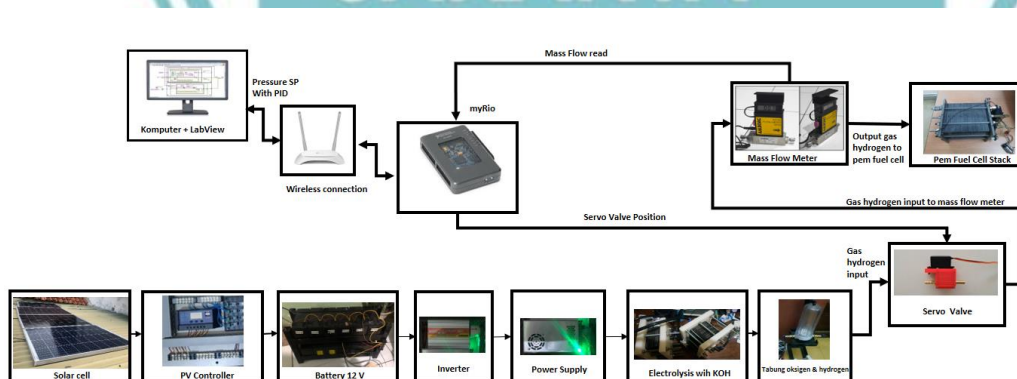 Mass Flow read
Pressure SP
With PID
myRio
Komputer + LabView
Wireless connection
Mass Flow Meter
Output gas
hydrogen to
pem fuel cell
Pem Fuel Cell Stack
Gas hydrogen input to mass flow meter
Servo Valve Position
Gas
hydrogen
input
Servo Valve
Solar cell
PV Controller
Battery 12 V
Inverter
Power Supply
Electrolysis wih KOH
Tabung oksigen & hydrogen